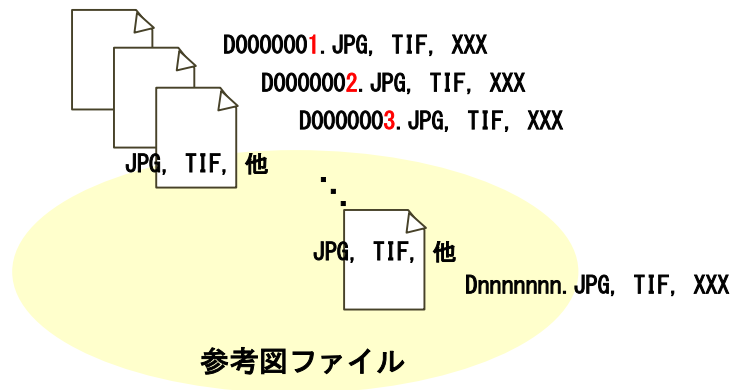 D0000001.JPG, TIF, XXX
D0000002.JPG, TIF, XXX
D0000003.JPG, TIF, XXX
JPG, TIF, 他
JPG, TIF, 他
Dnnnnnnn.JPG, TIF, XXX
参考図ファイル